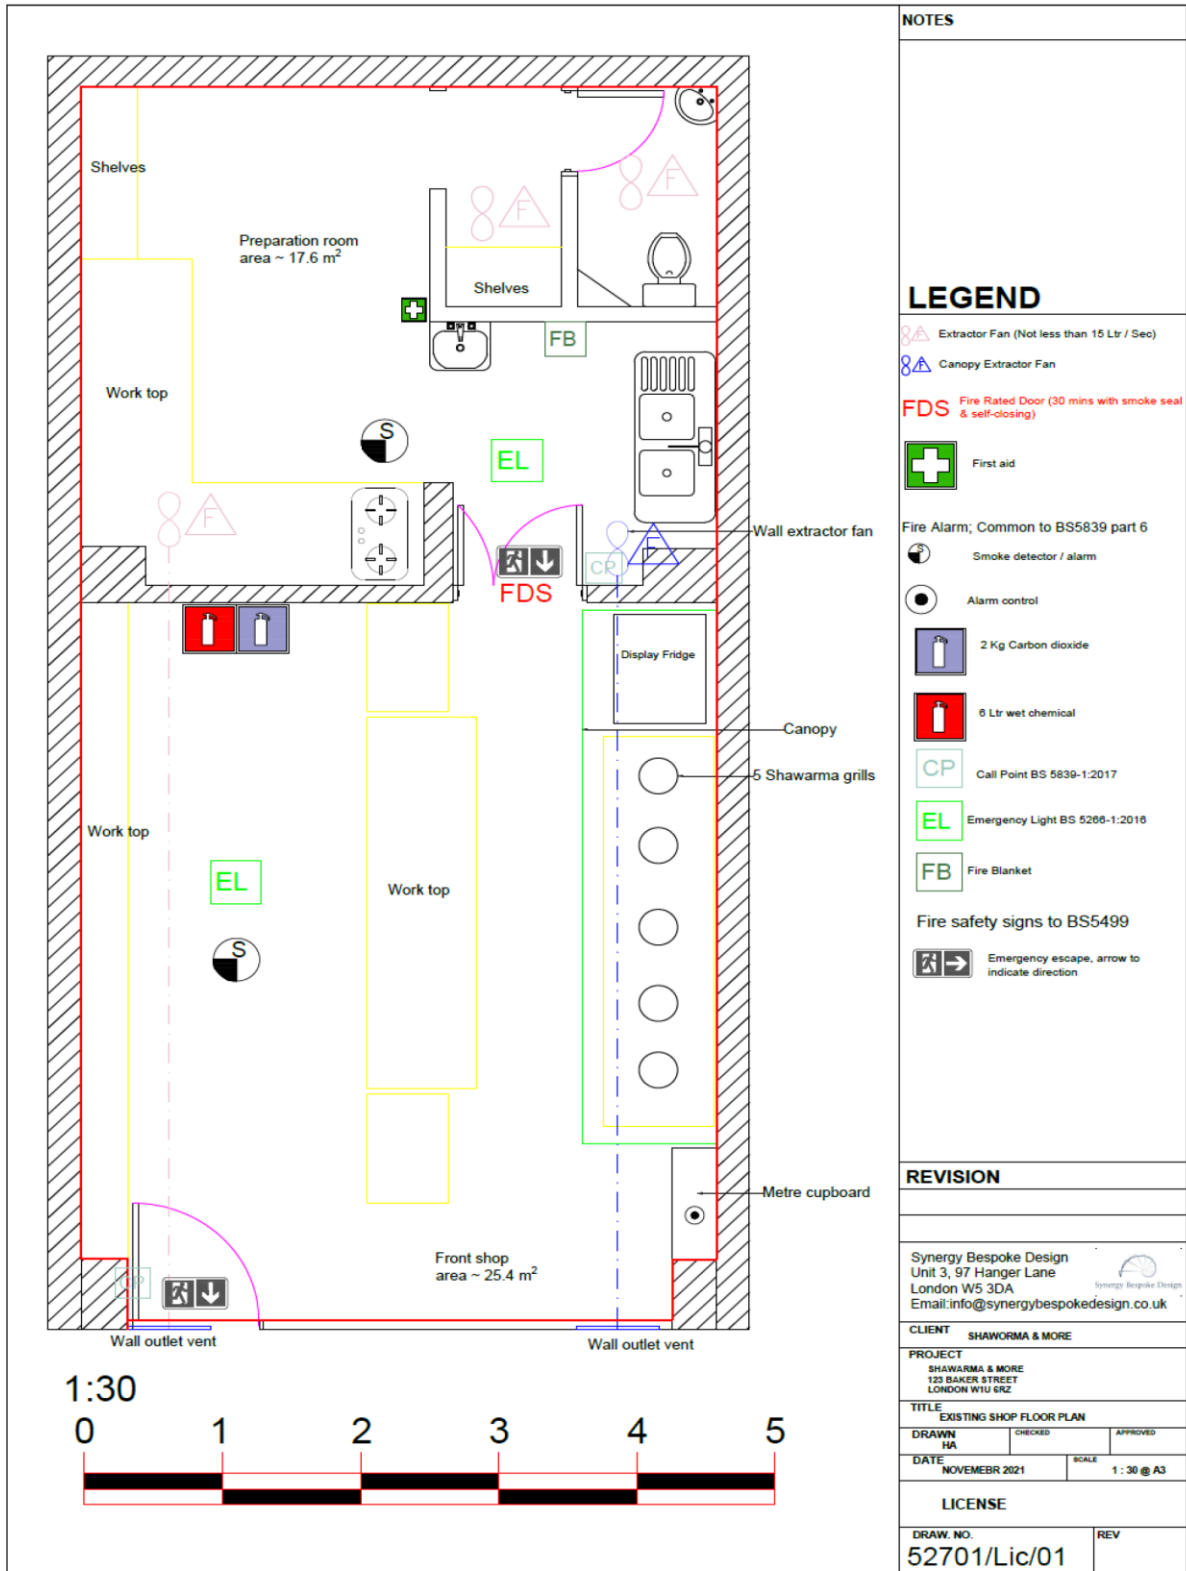 NOTES
Shelves
Preparation room
area ~ 17.6 m²
F
F
Shelves
FB
Work top
S
EL
F
Wall extractor fan
F
CP
FDS
Display Fridge
Canopy
5 Shawarma grills
Work top
EL
Work top
S
Metre cupboard
Front shop
area ~ 25.4 m²
CP
Wall outlet vent
Wall outlet vent
1:30
0 1 2 3 4 5
LEGEND
F Extractor Fan (Not less than 15 Ltr / Sec)
F Canopy Extractor Fan
FDS Fire Rated Door (30 mins with smoke seal
& self-closing)
First aid
Fire Alarm; Common to BS5839 part 6
S Smoke detector / alarm
Alarm control
2 Kg Carbon dioxide
6 Ltr wet chemical
CP Call Point BS 5839-1:2017
EL Emergency Light BS 5266-1:2016
FB Fire Blanket
Fire safety signs to BS5499
Emergency escape, arrow to
indicate direction
REVISION
Synergy Bespoke Design
Unit 3, 97 Hanger Lane
London W5 3DA
Email:info@synergybespokedesign.co.uk
Synergy Bespoke Design
CLIENT SHAWORMA & MORE
PROJECT
SHAWARMA & MORE
123 BAKER STREET
LONDON W1U 6RZ
TITLE
EXISTING SHOP FLOOR PLAN
DRAWN HA CHECKED APPROVED
DATE NOVEMEBR 2021 SCALE 1 : 30 @ A3
LICENSE
DRAW. NO. REV
52701/Lic/01